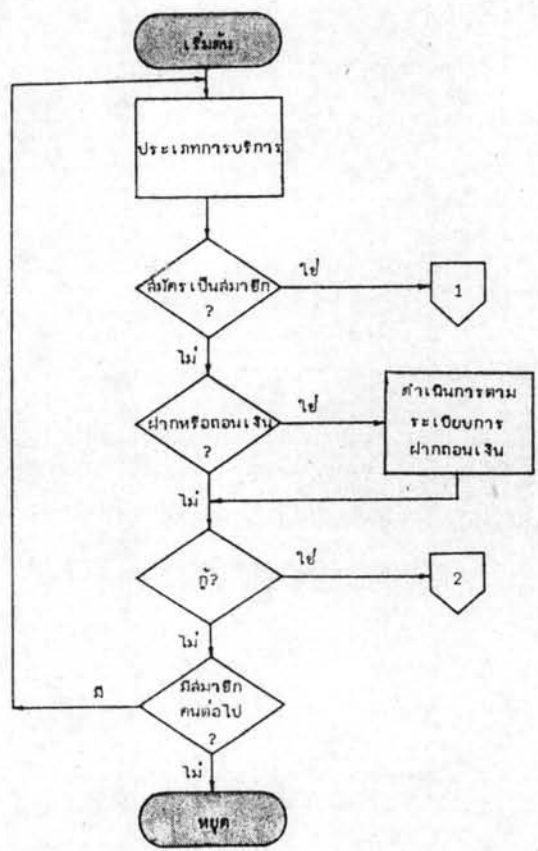 เริ่มต้น
ประเภทการบริการ
สมัครเป็นสมาชิก
?
ใช่
1
ไม่
ฝากหรือถอนเงิน
?
ใช่
ดำเนินการตาม
ระเบียบการ
ฝากถอนเงิน
ไม่
กู้?
ใช่
2
ไม่
มีสมาชิก
คนต่อไป
?
มี
ไม่
หยุด